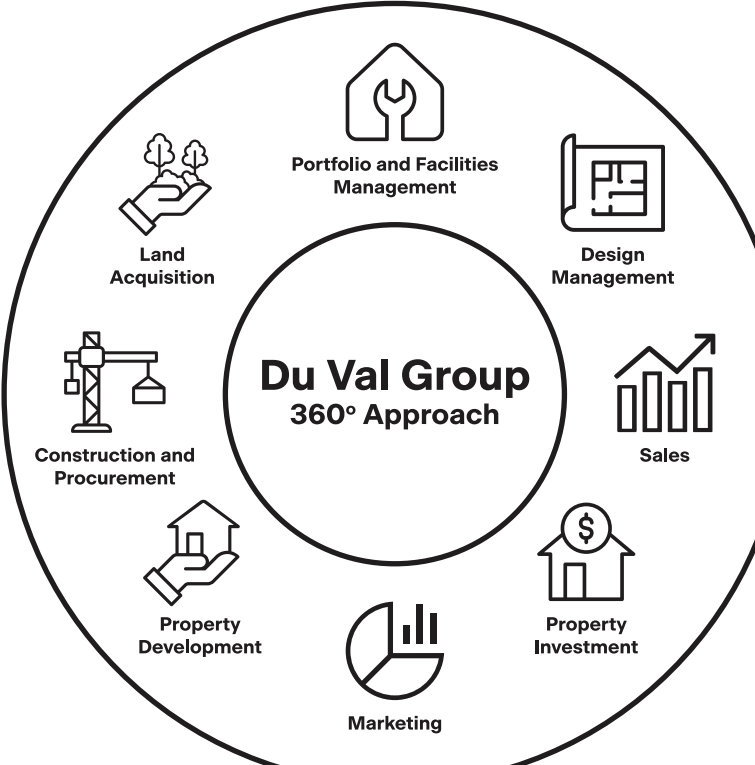 Portfolio and Facilities
Management
Land
Acquisition
Design
Management
Du Val Group
360º Approach
Construction and
Procurement
Sales
$
Property
Development
Property
Investment
Marketing